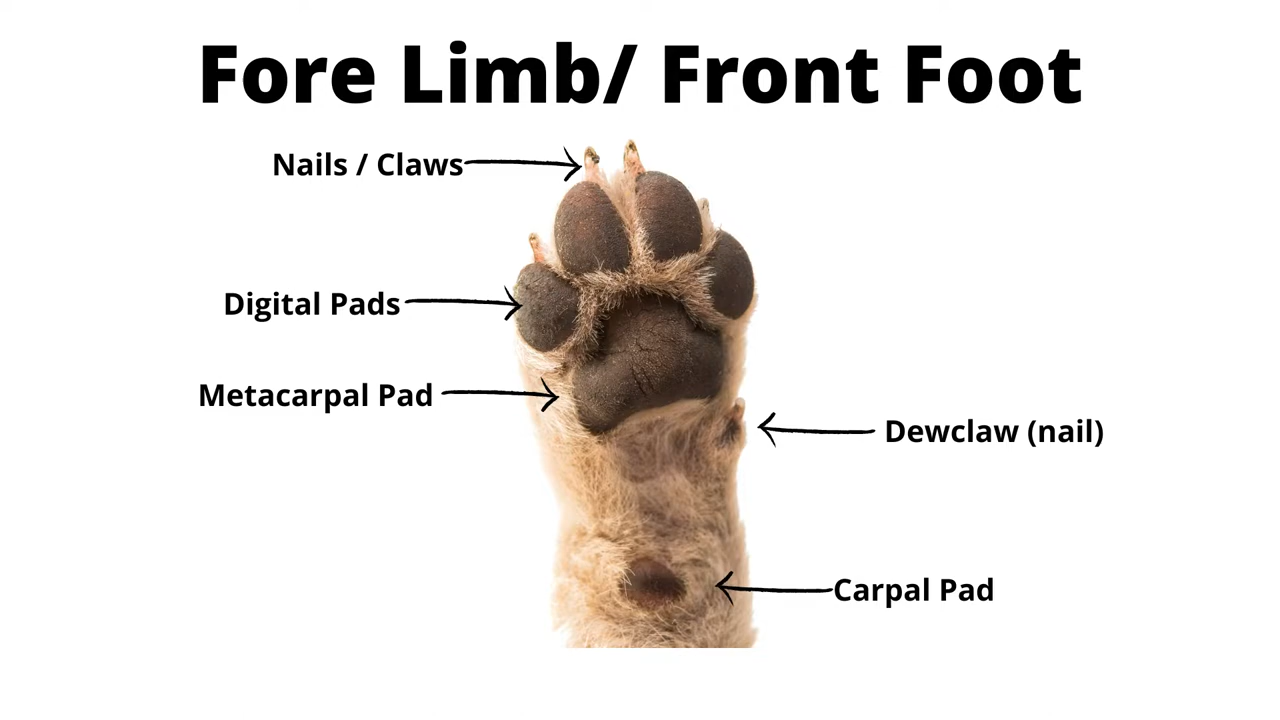 Fore Limb/ Front Foot
Nails / Claws
Digital Pads
Metacarpal Pad
Dewclaw (nail)
Carpal Pad